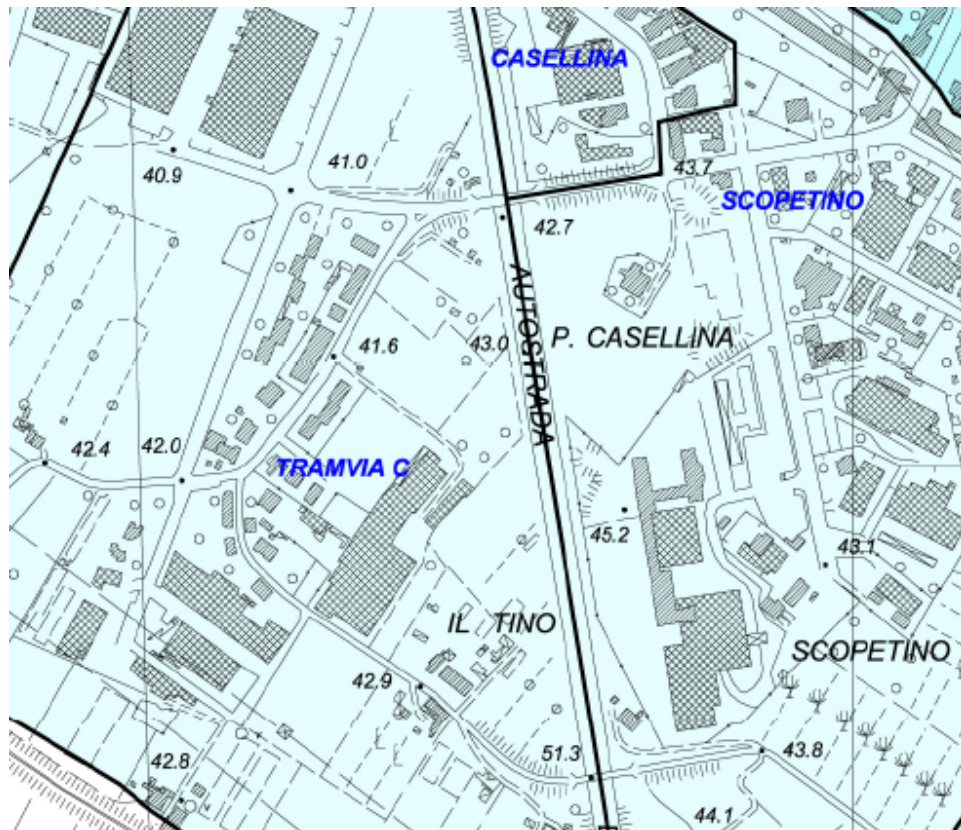 CASELLINA
40.9
41.0
43.7
SCOPETINO
42.7
AUTOSTRADA
41.6
43.0
P. CASELLINA
42.4
42.0
TRAMVIA C
45.2
43.1
IL TINO
SCOPETINO
42.9
51.3
43.8
42.8
44.1